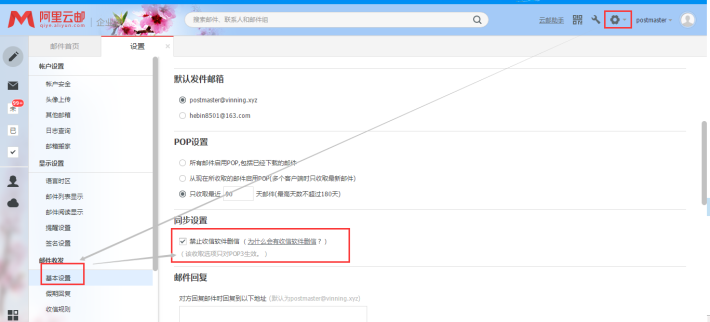 阿里云邮
qiye.aliyun.com
企业
搜索邮件、联系人和邮件组
云邮助手
postmaster
邮件首页
设置
帐户设置
帐户安全
头像上传
其他邮箱
日志查询
邮箱搬家
显示设置
语言时区
邮件列表显示
邮件阅读显示
提醒设置
签名设置
邮件收发
基本设置
假期回复
收信规则
99+
默认发件邮箱
postmaster@vinning.xyz
hebin8501@163.com
POP设置
所有邮件启用POP,包括已经下载的邮件
从现在所收取的邮件启用POP(多个客户端时只收取最新邮件)
只收取最近 90 天邮件(最高天数不超过180天)
同步设置
禁止收信软件删信 (为什么会有收信软件删信？)
(该收取选择只对POP3生效。)
邮件回复
对方回复邮件时回复到以下地址 (默认为postmaster@vinning.xyz)